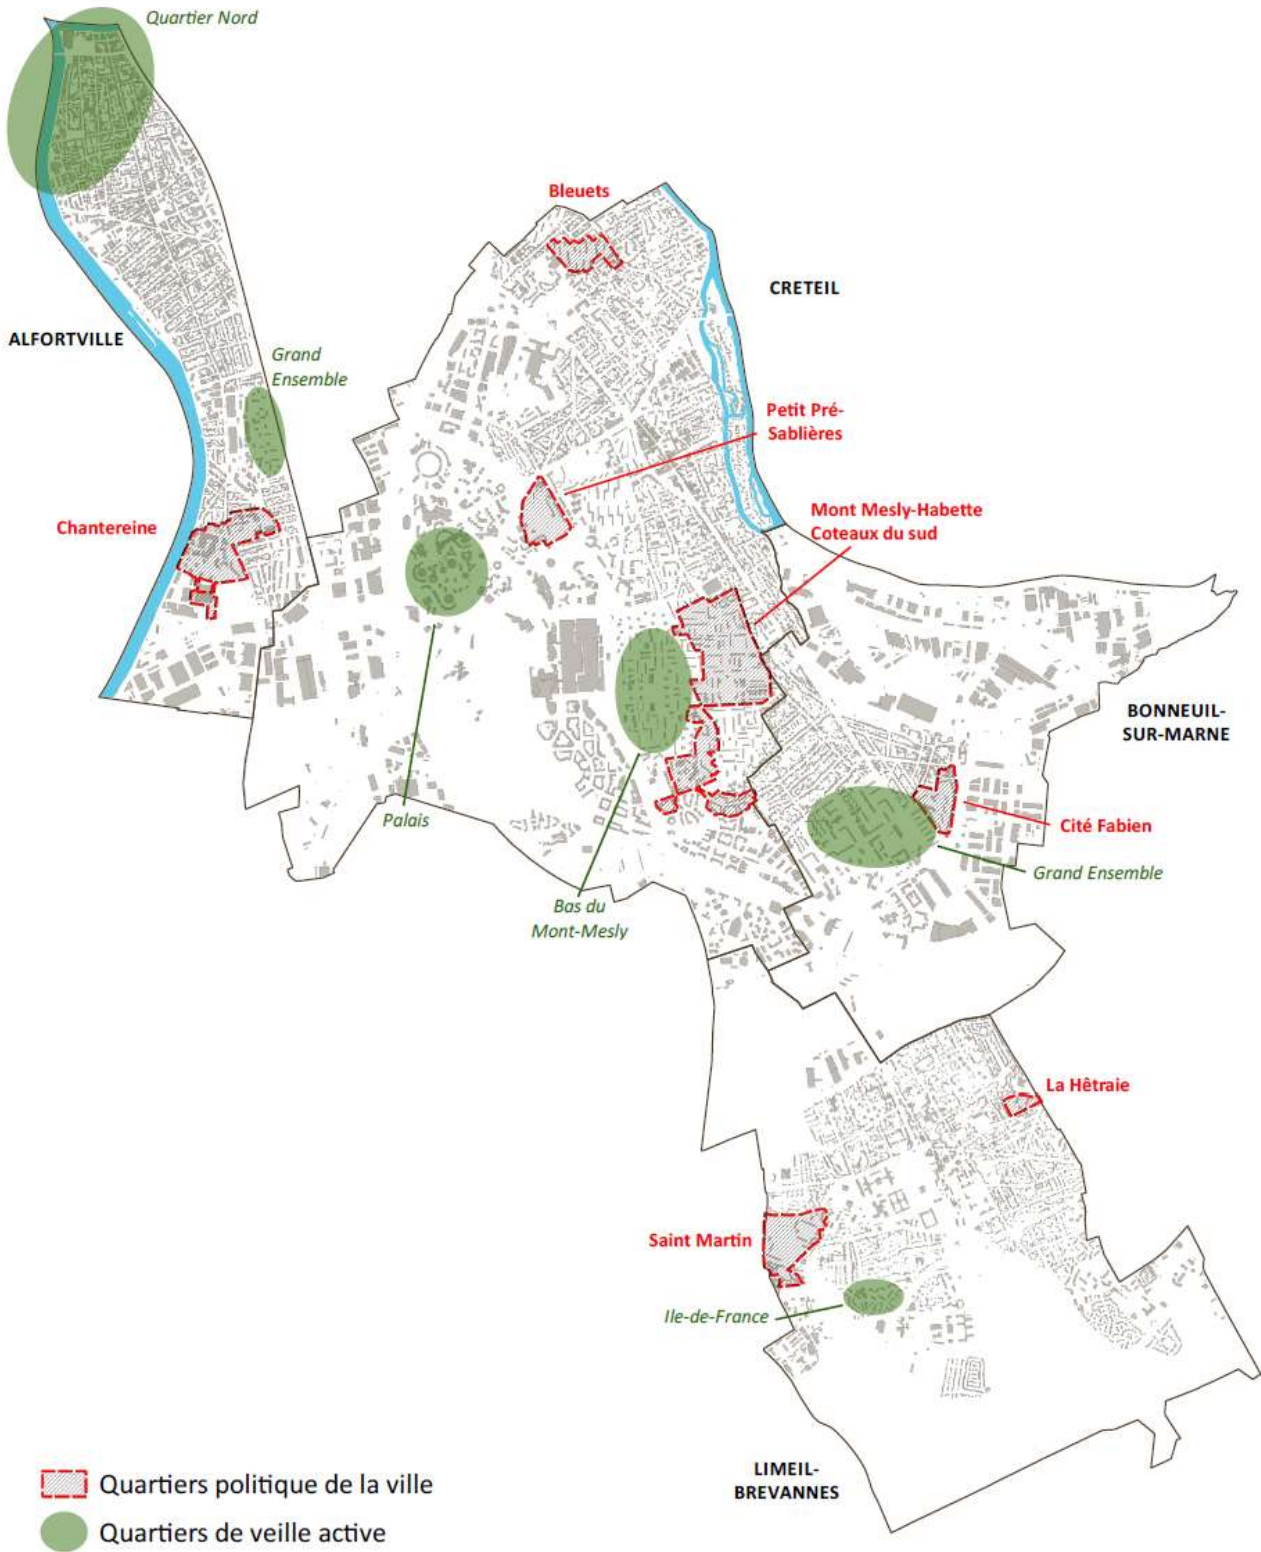 Quartier Nord
Bleuets
CRETEIL
ALFORTVILLE
Grand
Ensemble
Petit Pré-
Sablières
Mont Mesly-Habette
Coteaux du sud
Chantereine
BONNEUIL-
SUR-MARNE
Palais
Cité Fabien
Grand Ensemble
Bas du
Mont-Mesly
La Hêtraie
Saint Martin
Ile-de-France
LIMEIL-
BREVANNES
Quartiers politique de la ville
Quartiers de veille active